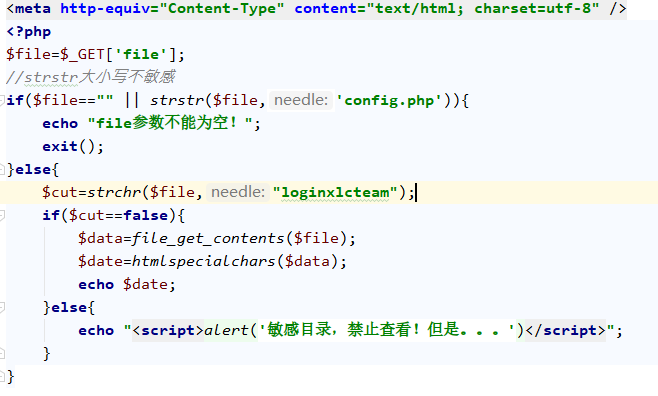 <meta http-equiv="Content-Type" content="text/html; charset=utf-8" />
<?php
$file=$_GET['file'];
//strstr大小写不敏感
if($file=="" || strstr($file, needle: 'config.php')){
    echo "file参数不能为空！";
    exit();
}else{
    $cut=strchr($file, needle: "loginxlcteam");
    if($cut==false){
        $data=file_get_contents($file);
        $date=htmlspecialchars($data);
        echo $date;
    }else{
        echo "<script>alert('敏感目录，禁止查看！但是。。。')</script>";
    }
}